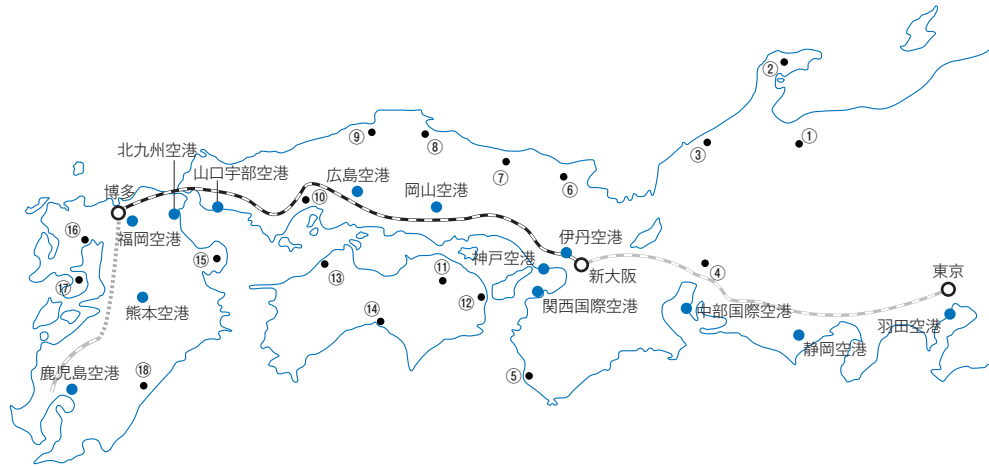 ②
①
③
⑨
⑧
北九州空港
山口宇部空港
⑦
広島空港
⑥
岡山空港
博多
⑩
⑯
福岡空港
伊丹空港
⑮
神戸空港
④
⑬
⑪
新大阪
東京
⑰
⑫
関西国際空港
熊本空港
⑭
中部国際空港
羽田空港
静岡空港
鹿児島空港
⑱
⑤